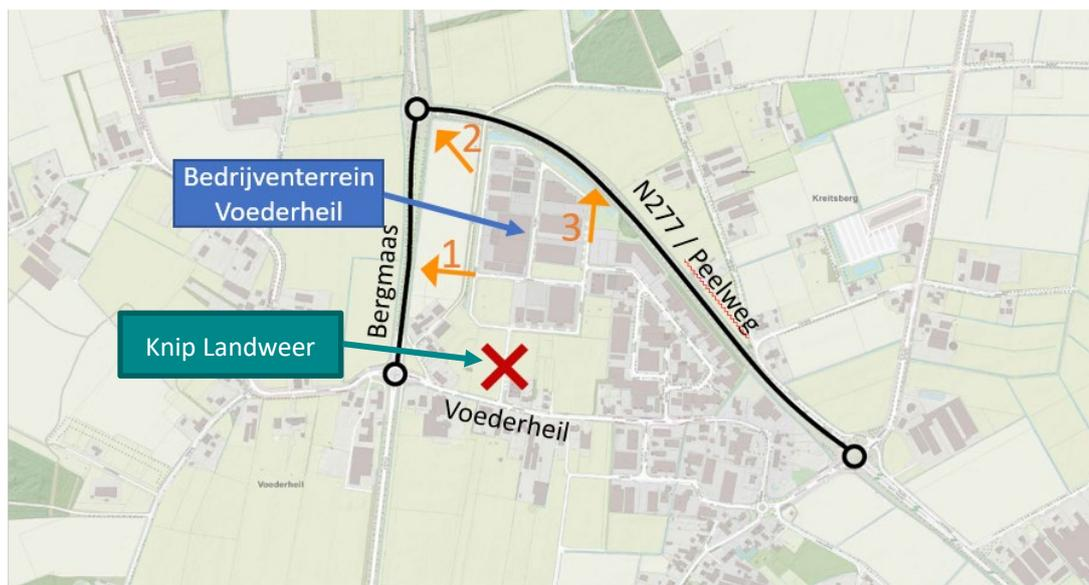 2
Bedrijventerrein
Voederheil
Kreitsberg
N277 / Peelweg
3
1
Bergmaas
Knip Landweer
Voederheil
Voederheil